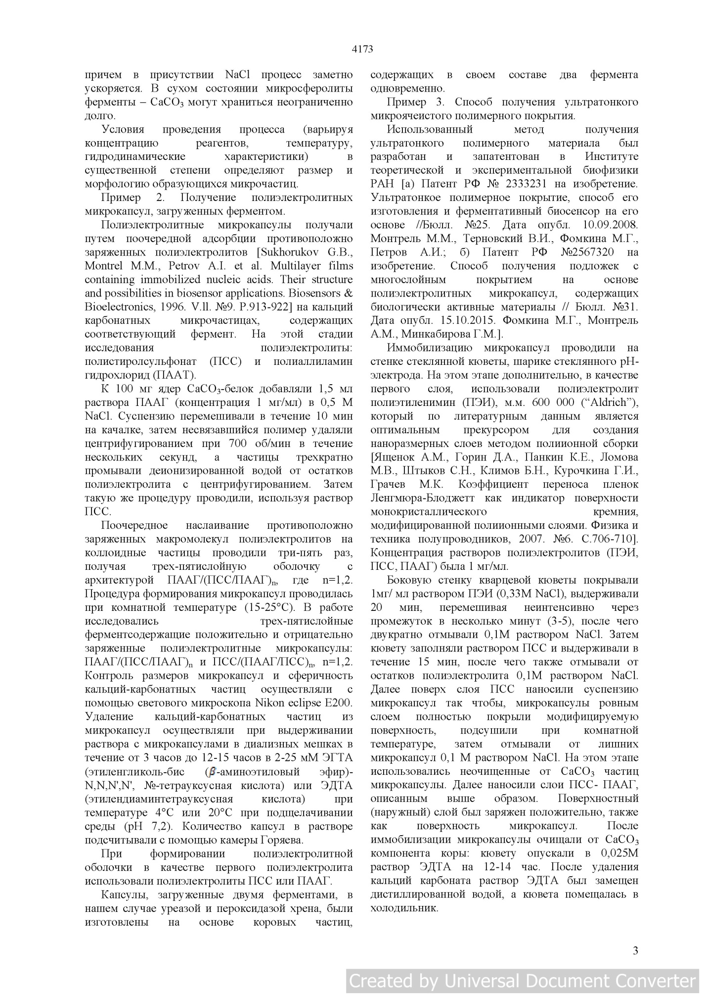 4173
причем в присутствии NaCl процесс заметно
ускоряется. В сухом состоянии микросферолиты
ферменты – CaCO3 могут храниться неограниченно
долго.
Условия проведения процесса (варьируя
концентрацию реагентов, температуру,
гидродинамические характеристики) в
существенной степени определяют размер и
морфологию образующихся микрочастиц.
Пример 2. Получение полиэлектролитных
микрокапсул, загруженных ферментом.
Полиэлектролитные микрокапсулы получали
путем поочередной адсорбции противоположно
заряженных полиэлектролитов [Sukhorukov G.B.,
Montrel M.M., Petrov A.I. et al. Multilayer films
containing immobilized nucleic acids. Their structure
and possibilities in biosensor applications. Biosensors &
Bioelectronics, 1996. V.ll. №9. P.913-922] на кальций
карбонатных микрочастицах, содержащих
соответствующий фермент. На этой стадии
исследования полиэлектролиты:
полистиролсульфонат (ПСС) и полиаллиламин
гидрохлорид (ПААТ).
К 100 мг ядер CaCO3-белок добавляли 1,5 мл
раствора ПААГ (концентрация 1 мг/мл) в 0,5 М
NaCl. Суспензию перемешивали в течение 10 мин
на качалке, затем несвязавшийся полимер удаляли
центрифугированием при 700 об/мин в течение
нескольких секунд, а частицы трехкратно
промывали деионизированной водой от остатков
полиэлектролита с центрифугированием. Затем
такую же процедуру проводили, используя раствор
ПСС.
Поочередное наслаивание противоположно
заряженных макромолекул полиэлектролитов на
коллоидные частицы проводили три-пять раз,
получая трех-пятислойную оболочку с
архитектурой ПААГ/(ПСС/ПААГ)n, где n=1,2.
Процедура формирования микрокапсул проводилась
при комнатной температуре (15-25°С). В работе
исследовались трех-пятислойные
ферментсодержащие положительно и отрицательно
заряженные полиэлектролитные микрокапсулы:
ПААГ/(ПСС/ПААГ)n и ПСС/(ПААГ/ПСС)n, n=1,2.
Контроль размеров микрокапсул и сферичность
кальций-карбонатных частиц осуществляли с
помощью светового микроскопа Nikon eclipse E200.
Удаление кальций-карбонатных частиц из
микрокапсул осуществляли при выдерживании
раствора с микрокапсулами в диализных мешках в
течение от 3 часов до 12-15 часов в 2-25 мМ ЭГТА
(этиленгликоль-бис (β-аминоэтиловый эфир)-
N,N,N',N', №-тетрауксусная кислота) или ЭДТА
(этилендиаминтетрауксусная кислота) при
температуре 4°С или 20°С при подщелачивании
среды (рН 7,2). Количество капсул в растворе
подсчитывали с помощью камеры Горяева.
При формировании полиэлектролитной
оболочки в качестве первого полиэлектролита
использовали полиэлектролиты ПСС или ПААГ.
Капсулы, загруженные двумя ферментами, в
нашем случае уреазой и пероксидазой хрена, были
изготовлены на основе коровых частиц,
содержащих в своем составе два фермента
одновременно.
Пример 3. Способ получения ультратонкого
микроячеистого полимерного покрытия.
Использованный метод получения
ультратонкого полимерного материала был
разработан и запатентован в Институте
теоретической и экспериментальной биофизики
РАН [а) Патент РФ № 2333231 на изобретение.
Ультратонкое полимерное покрытие, способ его
изготовления и ферментативный биосенсор на его
основе //Бюлл. №25. Дата опубл. 10.09.2008.
Монтрель М.М., Терновский В.И., Фомкина М.Г.,
Петров А.И.; б) Патент РФ №2567320 на
изобретение. Способ получения подложек с
многослойным покрытием на основе
полиэлектролитных микрокапсул, содержащих
биологически активные материалы // Бюлл. №31.
Дата опубл. 15.10.2015. Фомкина М.Г., Монтрель
А.М., Минкабирова Г.М.].
Иммобилизацию микрокапсул проводили на
стенке стеклянной кюветы, шарике стеклянного рН-
электрода. На этом этапе дополнительно, в качестве
первого слоя, использовали полиэлектролит
полиэтиленимин (ПЭИ), м.м. 600 000 (“Aldrich”),
который по литературным данным является
оптимальным прекурсором для создания
наноразмерных слоев методом полиионной сборки
[Ященок А.М., Горин Д.А., Панкин К.Е., Ломова
М.В., Штыков С.Н., Климов Б.Н., Курочкина Г.И.,
Грачев М.К. Коэффициент переноса пленок
Ленгмюра-Блоджетт как индикатор поверхности
монокристаллического кремния,
модифицированной полиионными слоями. Физика и
техника полупроводников, 2007. №6. С.706-710].
Концентрация растворов полиэлектролитов (ПЭИ,
ПСС, ПААГ) была 1 мг/мл.
Боковую стенку кварцевой кюветы покрывали
1мг/ мл раствором ПЭИ (0,33М NaCl), выдерживали
20 мин, перемешивая неинтенсивно через
промежуток в несколько минут (3-5), после чего
двукратно отмывали 0,1М раствором NaCl. Затем
кювету заполняли раствором ПСС и выдерживали в
течение 15 мин, после чего также отмывали от
остатков полиэлектролита 0,1М раствором NaCl.
Далее поверх слоя ПСС наносили суспензию
микрокапсул так чтобы, микрокапсулы ровным
слоем полностью покрыли модифицируемую
поверхность, подсушили при комнатной
температуре, затем отмывали от лишних
микрокапсул 0,1 М раствором NaCl. На этом этапе
использовались неочищенные от CaCO3 частиц
микрокапсулы. Далее наносили слои ПСС- ПААГ,
описанным выше образом. Поверхностный
(наружный) слой был заряжен положительно, также
как поверхность микрокапсул. После
иммобилизации микрокапсулы очищали от CaCO3
компонента коры: кювету опускали в 0,025М
раствор ЭДТА на 12-14 час. После удаления
кальций карбоната раствор ЭДТА был замещен
дистиллированной водой, а кювета помещалась в
холодильник.
3
Created by Universal Document Converter